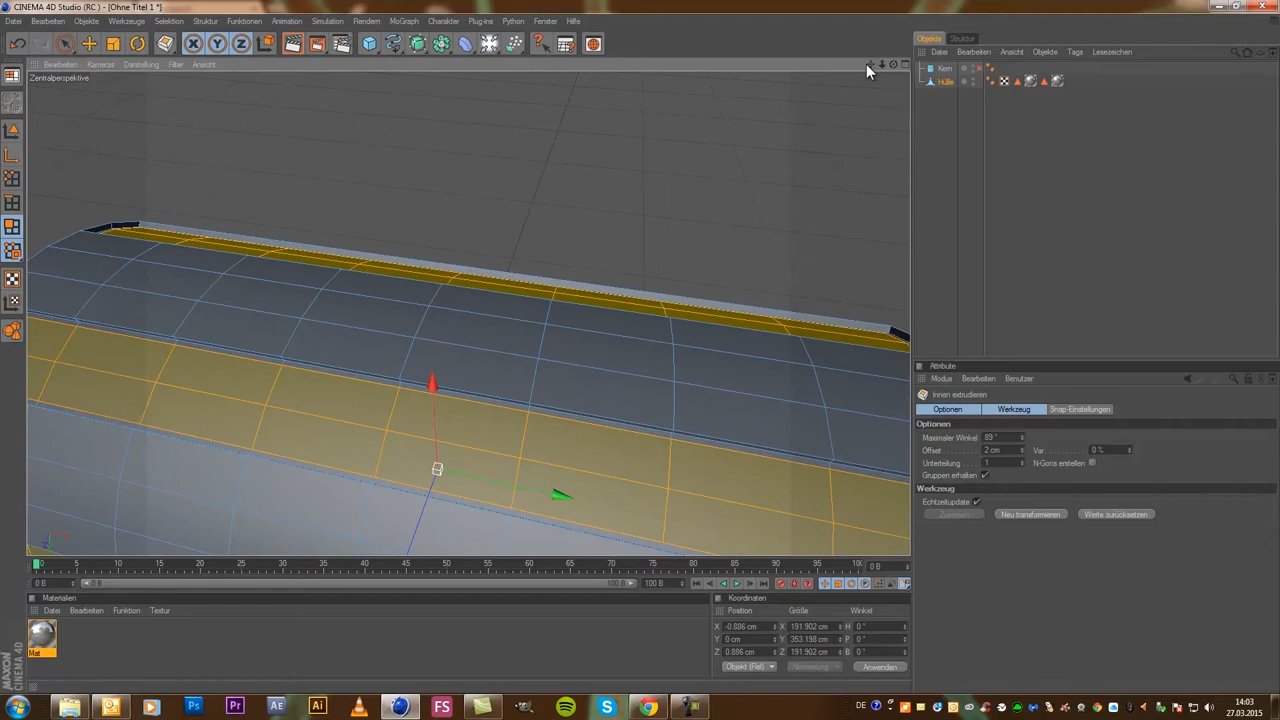 CINEMA 4D Studio (RC ) - [Ohne Titel 1 *]
Datei Bearbeiten Objekte Werkzeuge Selektion Struktur Funktionen Animation Simulation Rendern MoGraph Charakter Plug-ins Python Fenster Hilfe
Objekte Struktur
Datei Bearbeiten Ansicht Objekte Tags Lesezeichen
Bearbeiten Kameras Darstellung Filter Ansicht
Zentralperspektive
Kern
Hülle
Attribute
Modus Bearbeiten Benutzer
Innen extrudieren
Optionen Werkzeug Snap-Einstellungen
Optionen
Maximaler Winkel 89 °
Offset 2 cm Var. 0 %
Unterteilung 1 N-Gons erstellen
Gruppen erhalten
Werkzeug
Echtzeitupdate
Zuweisen Neu transformieren Werte zurücksetzen
0 5 10 15 20 25 30 35 40 45 50 55 60 65 70 75 80 85 90 95 100 0 B
0 B 0 B 100 B 100 B
Materialien
Datei Bearbeiten Funktion Textur
Mat
Koordinaten
Position Größe Winkel
X -0.886 cm X 191.902 cm H 0 °
Y 0 cm Y 353.198 cm P 0 °
Z 0.886 cm Z 191.902 cm B 0 °
Objekt (Rel) Abmessung Anwenden
MAXON CINEMA 4D
Ps Pr Ae Ai FS
DE
14:03
27.03.2015